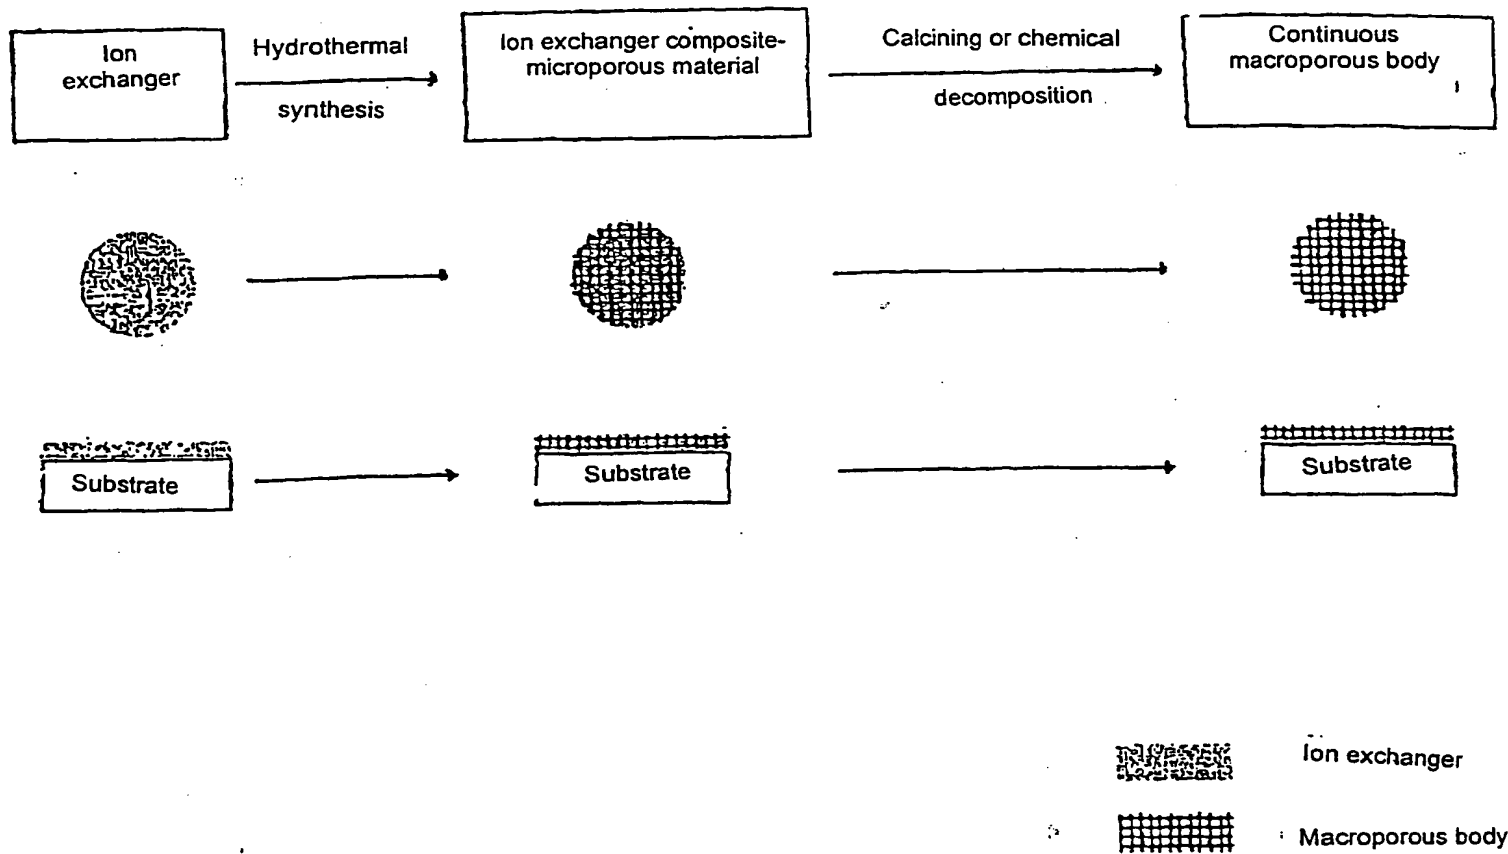 Ion
exchanger
Hydrothermal
synthesis
Ion exchanger composite-
microporous material
Calcining or chemical
decomposition
Continuous
macroporous body
Substrate
Substrate
Substrate
Ion exchanger
Macroporous body